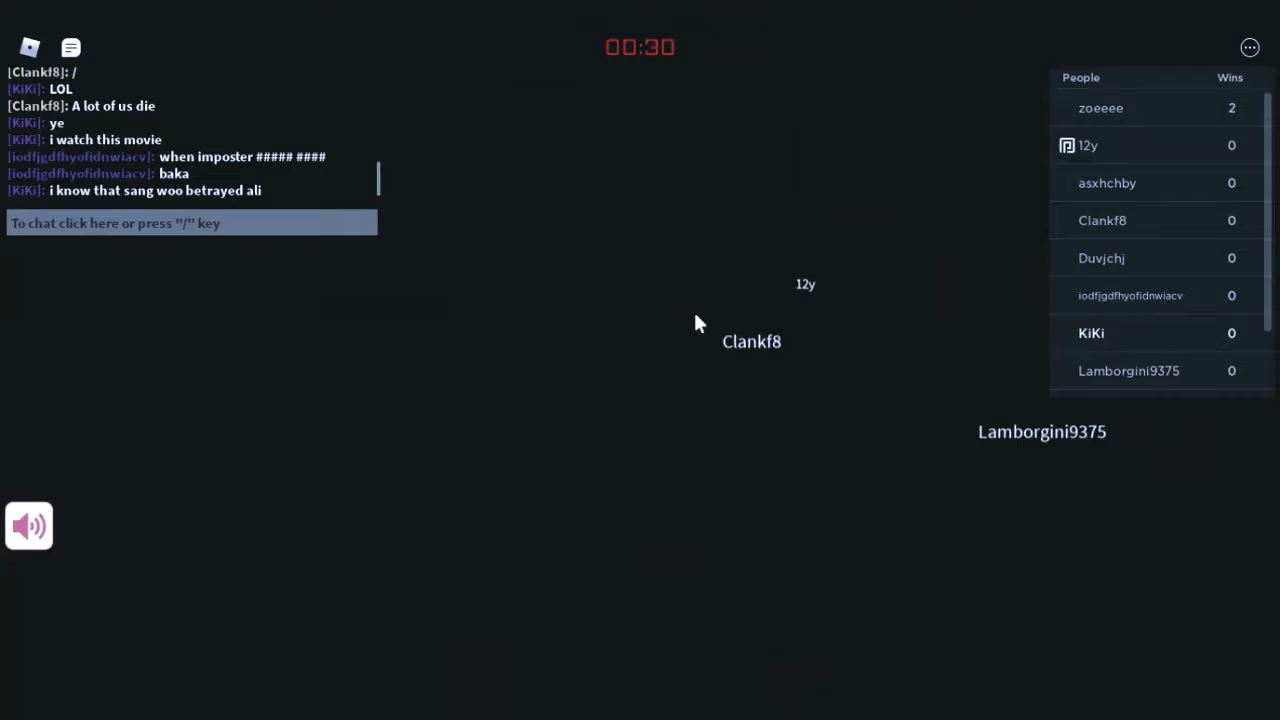 00:30
[Clankf8]: /
[KiKi]: LOL
[Clankf8]: A lot of us die
[KiKi]: ye
[KiKi]: i watch this movie
[iodfjgdfhyofidnwiacv]: when imposter ##### ####
[iodfjgdfhyofidnwiacv]: baka
[KiKi]: i know that sang woo betrayed ali
To chat click here or press "/" key
People Wins
zoeeee 2
12y 0
asxhchby 0
Clankf8 0
Duvjchj 0
iodfjgdfhyofidnwiacv 0
KiKi 0
Lamborgini9375 0
12y
Clankf8
Lamborgini9375